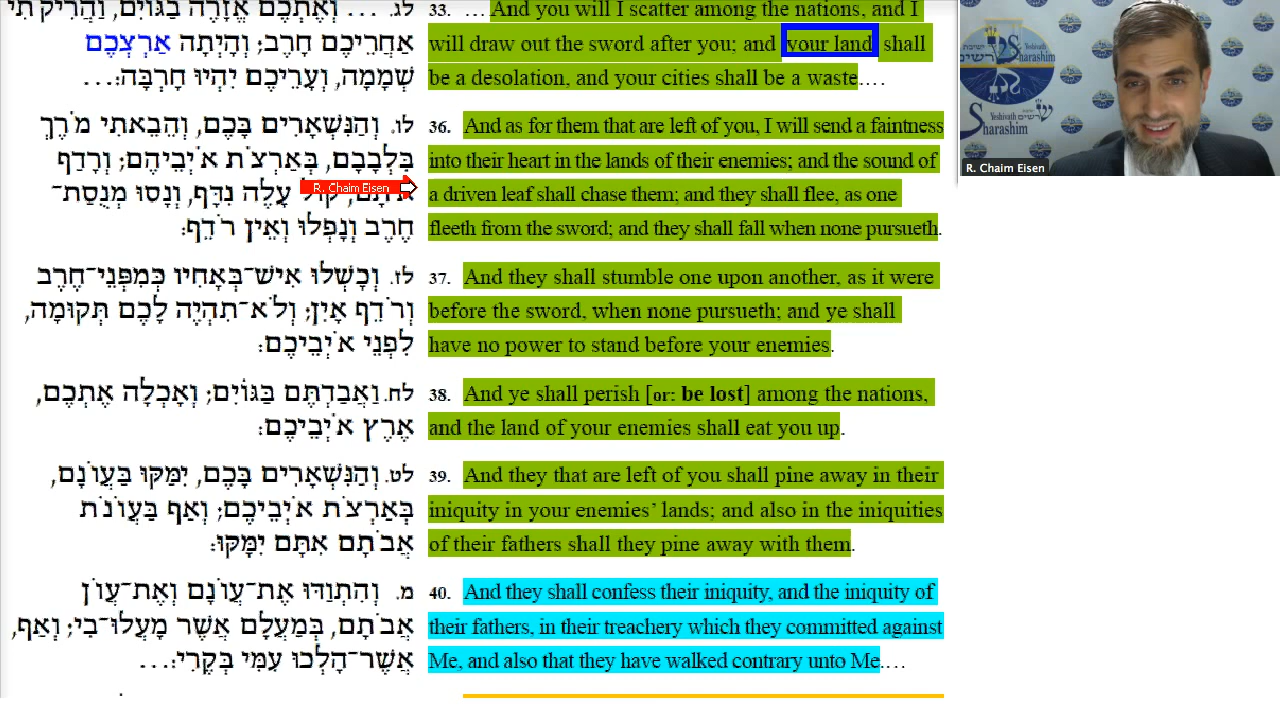 לג. ... וְאֶתְכֶם אֱזָרֶה בַגּוֹיִם, וַהֲרִיקֹתִי
אַחֲרֵיכֶם חָרֶב; וְהָיְתָה אַרְצְכֶם
שְׁמָמָה, וְעָרֵיכֶם יִהְיוּ חָרְבָּה:...
לו. וְהַנִּשְׁאָרִים בָּכֶם, וְהֵבֵאתִי מֹרֶךְ
בִּלְבָבָם, בְּאַרְצֹת אֹיְבֵיהֶם; וְרָדַף
קוֹל עָלֶה נִדָּף, וְנָסוּ מְנֻסַת־
חֶרֶב וְנָפְלוּ וְאֵין רֹדֵף:
לז. וְכָשְׁלוּ אִישׁ־בְּאָחִיו כְּמִפְּנֵי־חֶרֶב
וְרֹדֵף אָיִן; וְלֹא־תִהְיֶה לָכֶם תְּקוּמָה,
לִפְנֵי אֹיְבֵיכֶם:
לח. וַאֲבַדְתֶּם בַּגּוֹיִם; וְאָכְלָה אֶתְכֶם,
אֶרֶץ אֹיְבֵיכֶם:
לט. וְהַנִּשְׁאָרִים בָּכֶם, יִמַּקּוּ בַּעֲוֹנָם,
בְּאַרְצֹת אֹיְבֵיכֶם; וְאַף בַּעֲוֹנֹת
אֲבֹתָם אִתָּם יִמָּקּוּ:
מ. וְהִתְוַדּוּ אֶת־עֲוֹנָם וְאֶת־עֲוֹן
אֲבֹתָם, בְּמַעֲלָם אֲשֶׁר מָעֲלוּ־בִי; וְאַף,
אֲשֶׁר־הָלְכוּ עִמִּי בְּקֶרִי:...
33. ... And you will I scatter among the nations, and I
will draw out the sword after you: and your land shall
be a desolation, and your cities shall be a waste....
36. And as for them that are left of you, I will send a faintness
into their heart in the lands of their enemies; and the sound of
a driven leaf shall chase them; and they shall flee, as one
fleeth from the sword; and they shall fall when none pursueth.
37. And they shall stumble one upon another, as it were
before the sword, when none pursueth; and ye shall
have no power to stand before your enemies.
38. And ye shall perish [or: be lost] among the nations,
and the land of your enemies shall eat you up.
39. And they that are left of you shall pine away in their
iniquity in your enemies’ lands; and also in the iniquities
of their fathers shall they pine away with them.
40. And they shall confess their iniquity, and the iniquity of
their fathers, in their treachery which they committed against
Me, and also that they have walked contrary unto Me....
R. Chaim Eisen
Yeshivath
Sharashim
ישיבת
שרשים
Yeshivath
Sharashim
R. Chaim Eisen